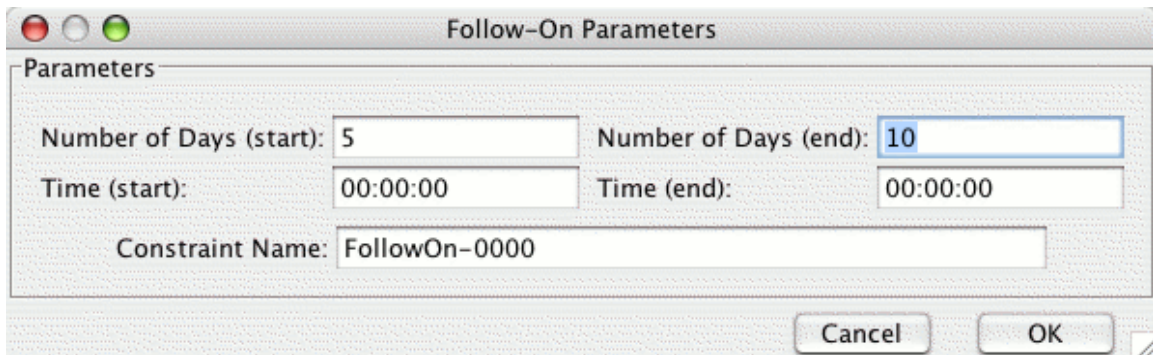 Follow-On Parameters
Parameters
Number of Days (start): 5 Number of Days (end): 10
Time (start): 00:00:00 Time (end): 00:00:00
Constraint Name: FollowOn-0000
Cancel OK